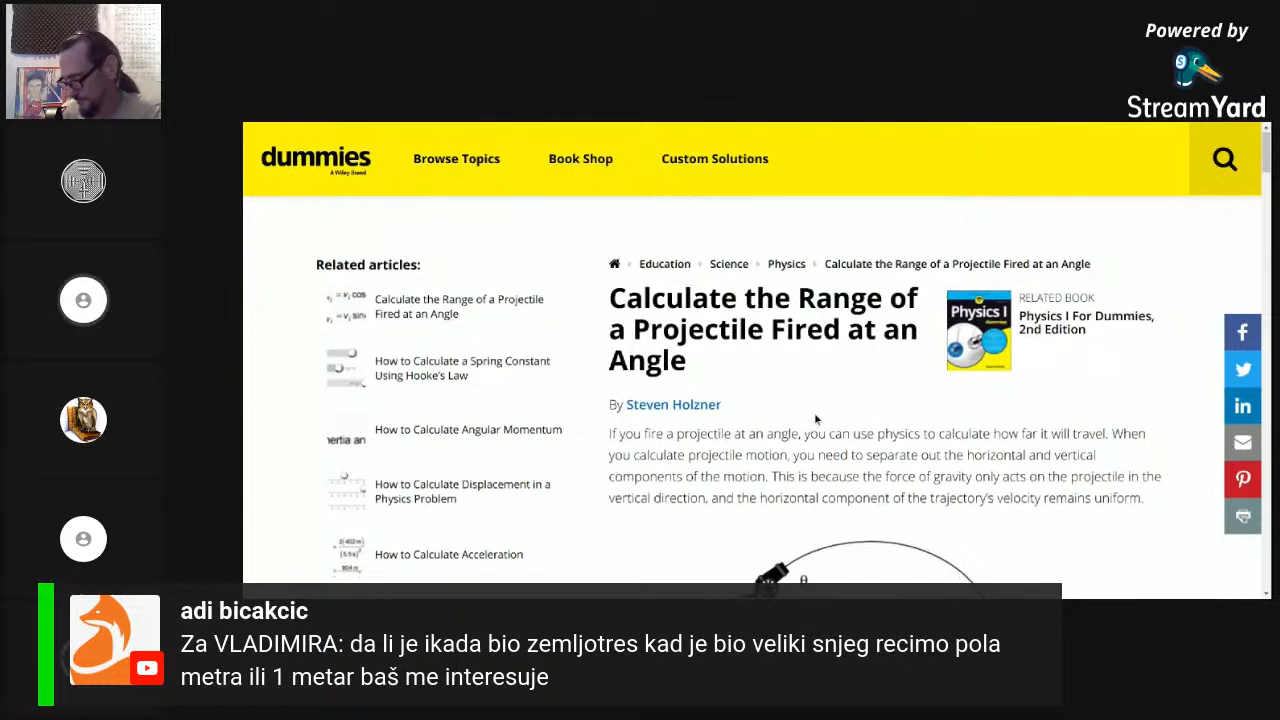 Powered by
StreamYard
dummies
A Wiley Brand
Browse Topics
Book Shop
Custom Solutions
Related articles:
Calculate the Range of a Projectile
Fired at an Angle
How to Calculate a Spring Constant
Using Hooke's Law
How to Calculate Angular Momentum
How to Calculate Displacement in a
Physics Problem
How to Calculate Acceleration
Education
Science
Physics
Calculate the Range of a Projectile Fired at an Angle
Calculate the Range of
a Projectile Fired at an
Angle
Physics I
RELATED BOOK
Physics I For Dummies,
2nd Edition
By Steven Holzner
If you fire a projectile at an angle, you can use physics to calculate how far it will travel. When
you calculate projectile motion, you need to separate out the horizontal and vertical
components of the motion. This is because the force of gravity only acts on the projectile in the
vertical direction, and the horizontal component of the trajectory's velocity remains uniform.
θ
adi bicakcic
Za VLADIMIRA: da li je ikada bio zemljotres kad je bio veliki snjeg recimo pola
metra ili 1 metar baš me interesuje